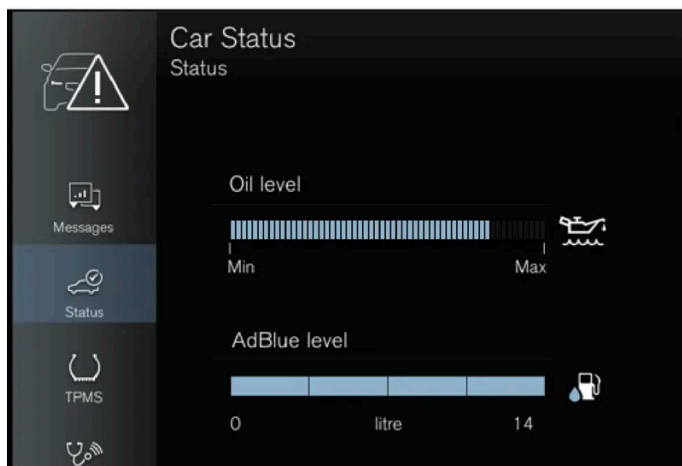 Car Status
Status
Messages
Status
TPMS
Oil level
Min Max
AdBlue level
0 litre 14